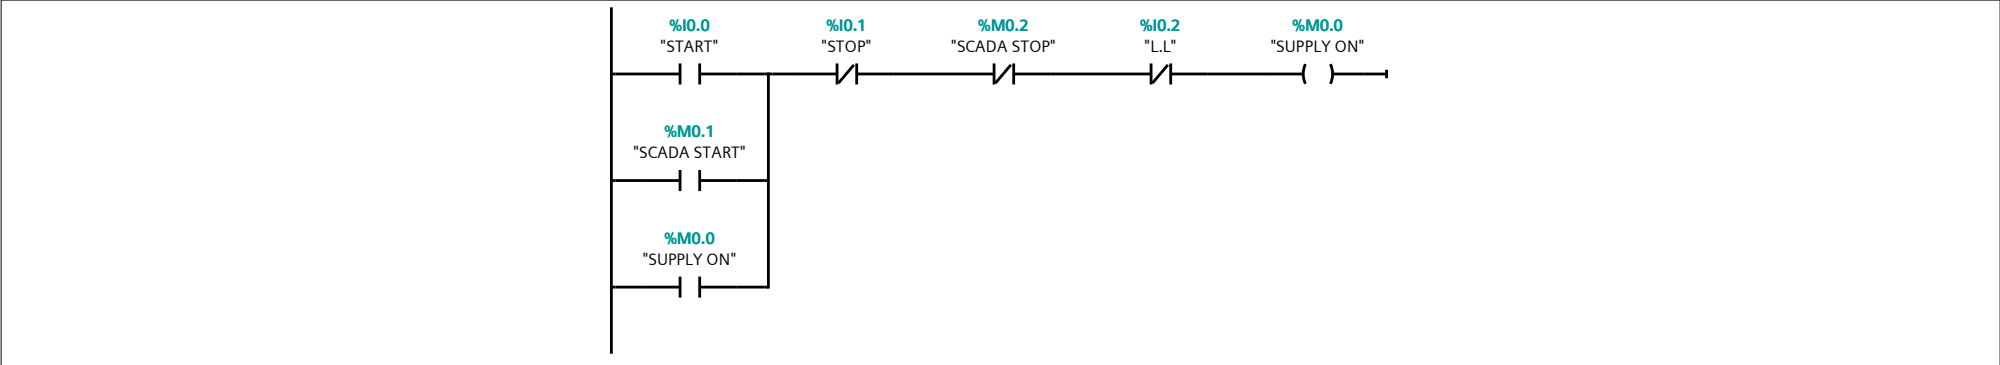 %I0.0
"START"
%I0.1
"STOP"
%M0.2
"SCADA STOP"
%I0.2
"L.L"
%M0.0
"SUPPLY ON"
%M0.1
"SCADA START"
%M0.0
"SUPPLY ON"